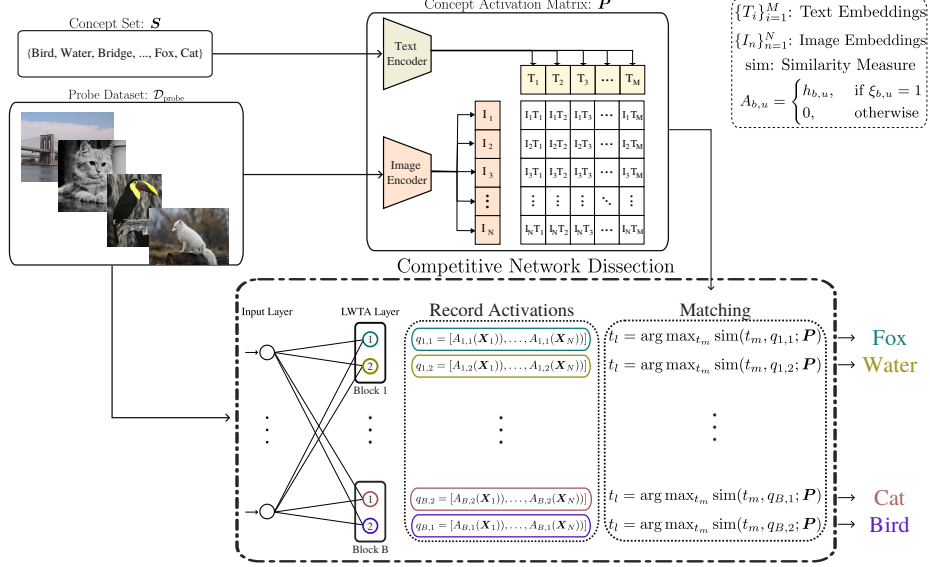 Concept Set: S
{Bird, Water, Bridge, ..., Fox, Cat}
Probe Dataset: 𝒟probe
Concept Activation Matrix: P
Text
Encoder
T1 T2 T3 ... TM
Image
Encoder
I1
I2
I3
⋮
IN
I1T1 I1T2 I1T3 ... I1TM
I2T1 I2T2 I2T3 ... I2TM
I3T1 I3T2 I3T3 ... I3TM
⋮ ⋮ ⋮ ⋱ ⋮
INT1 INT2 INT3 ... INTM
{Ti}Mi=1: Text Embeddings
{In}Nn=1: Image Embeddings
sim: Similarity Measure
Ab,u = { hb,u, if ξb,u = 1
0, otherwise
Competitive Network Dissection
Input Layer
LWTA Layer
1
2
Block 1
1
2
Block B
Record Activations
q1,1 = [A1,1(X1)), . . . , A1,1(XN))]
q1,2 = [A1,2(X1)), . . . , A1,2(XN))]
qB,2 = [AB,2(X1)), . . . , AB,2(XN))]
qB,1 = [AB,1(X1)), . . . , AB,1(XN))]
Matching
tl = arg maxtm sim(tm, q1,1; P)
tl = arg maxtm sim(tm, q1,2; P)
tl = arg maxtm sim(tm, qB,1; P)
tl = arg maxtm sim(tm, qB,2; P)
Fox
Water
Cat
Bird